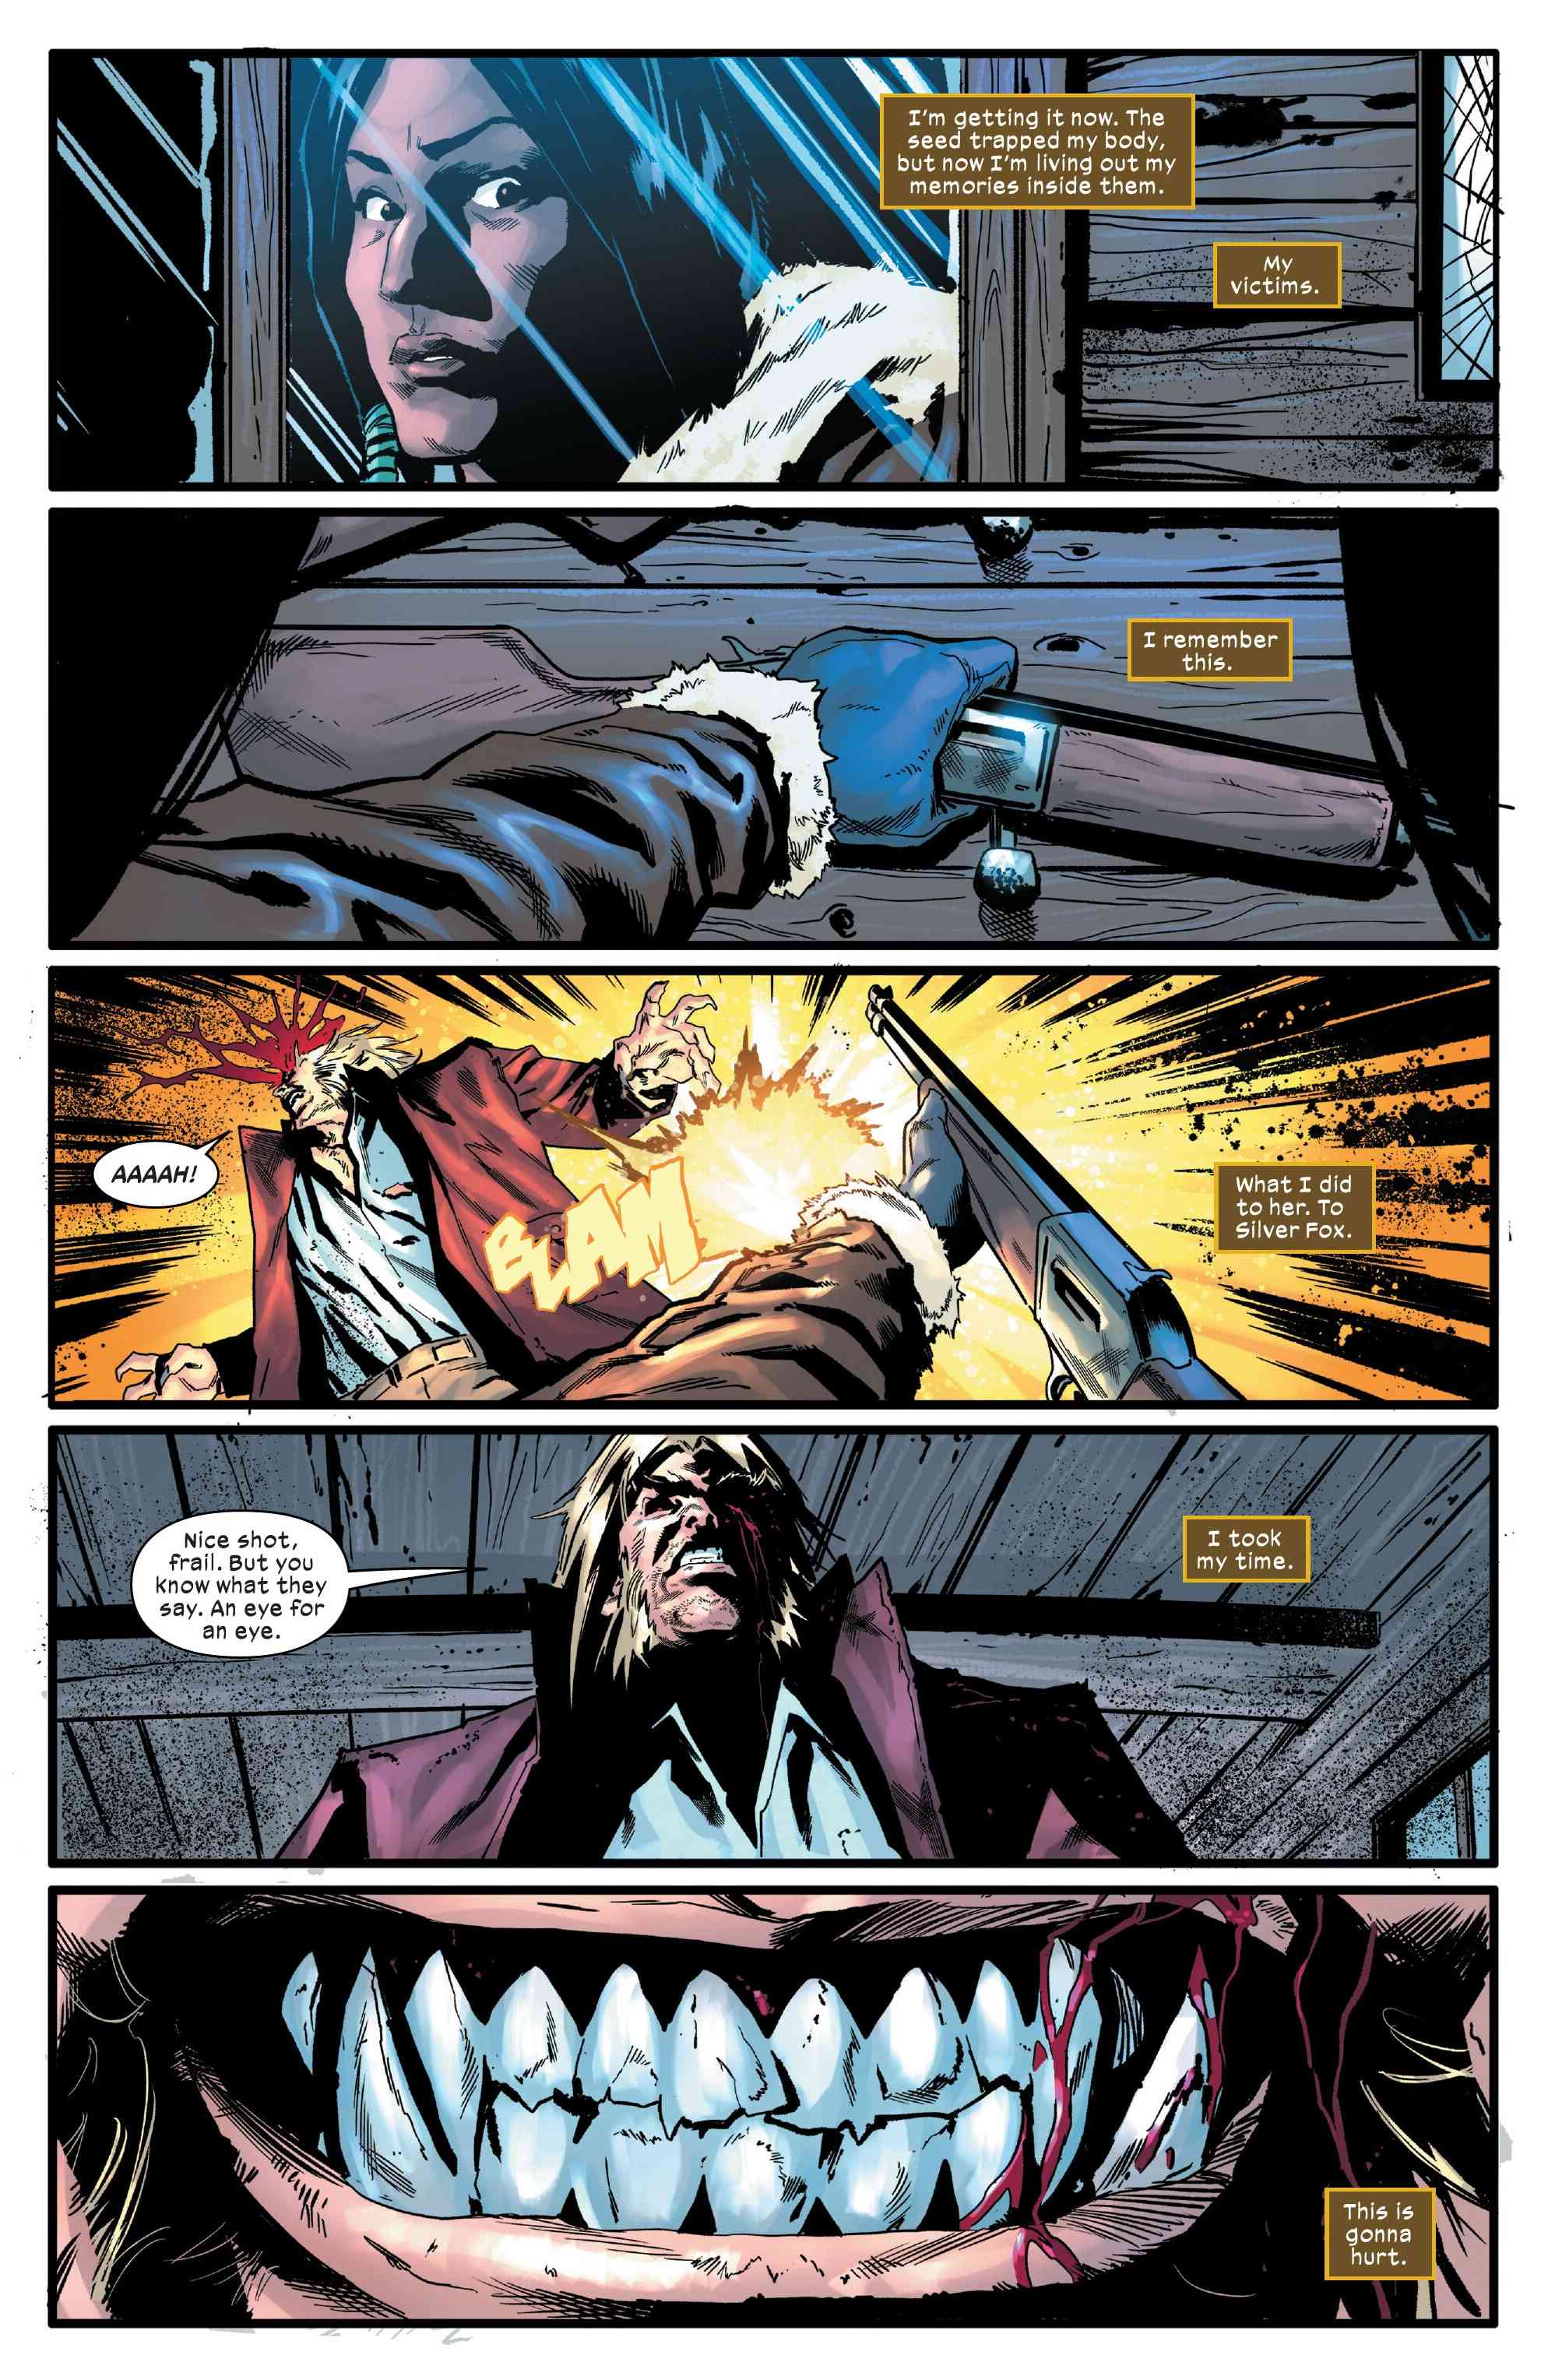 I'm getting it now. The
seed trapped my body,
but now I'm living out my
memories inside them.
My
victims.
I remember
this.
AAAAH!
BLAM
What I did
to her. To
Silver Fox.
Nice shot,
frail. But you
know what they
say. An eye for
an eye.
I took
my time.
This is
gonna
hurt.